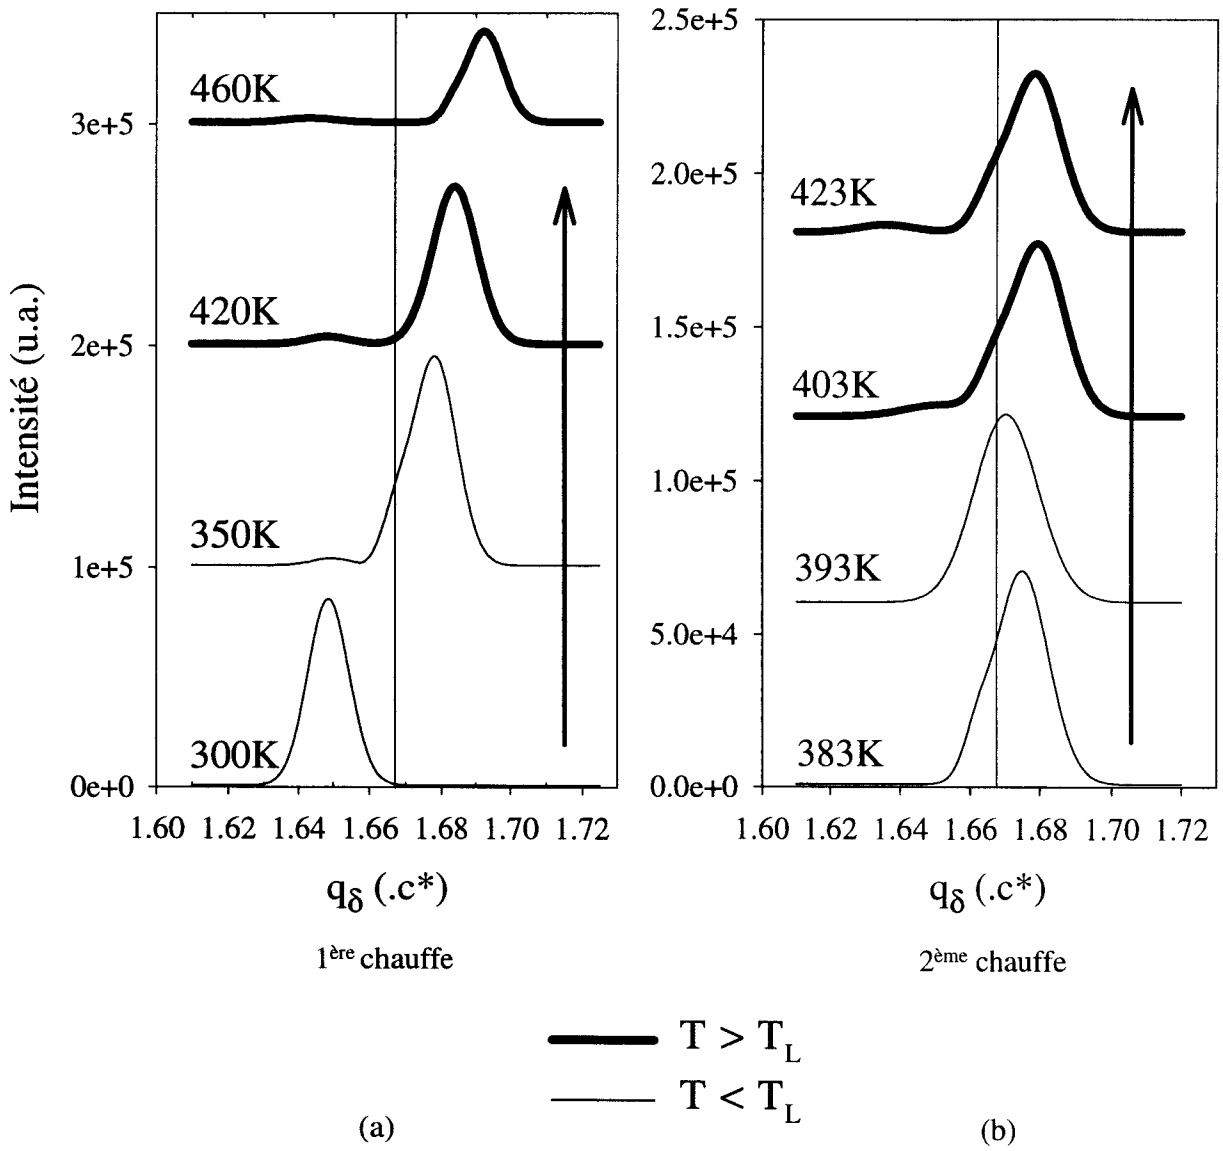 Intensité (u.a.)
3e+5
2e+5
1e+5
0e+0
460K
420K
350K
300K
1.60 1.62 1.64 1.66 1.68 1.70 1.72
qδ (.c*)
1ère chauffe
2.5e+5
2.0e+5
1.5e+5
1.0e+5
5.0e+4
0.0e+0
423K
403K
393K
383K
1.60 1.62 1.64 1.66 1.68 1.70 1.72
qδ (.c*)
2ème chauffe
T > TL
T < TL
(a)
(b)